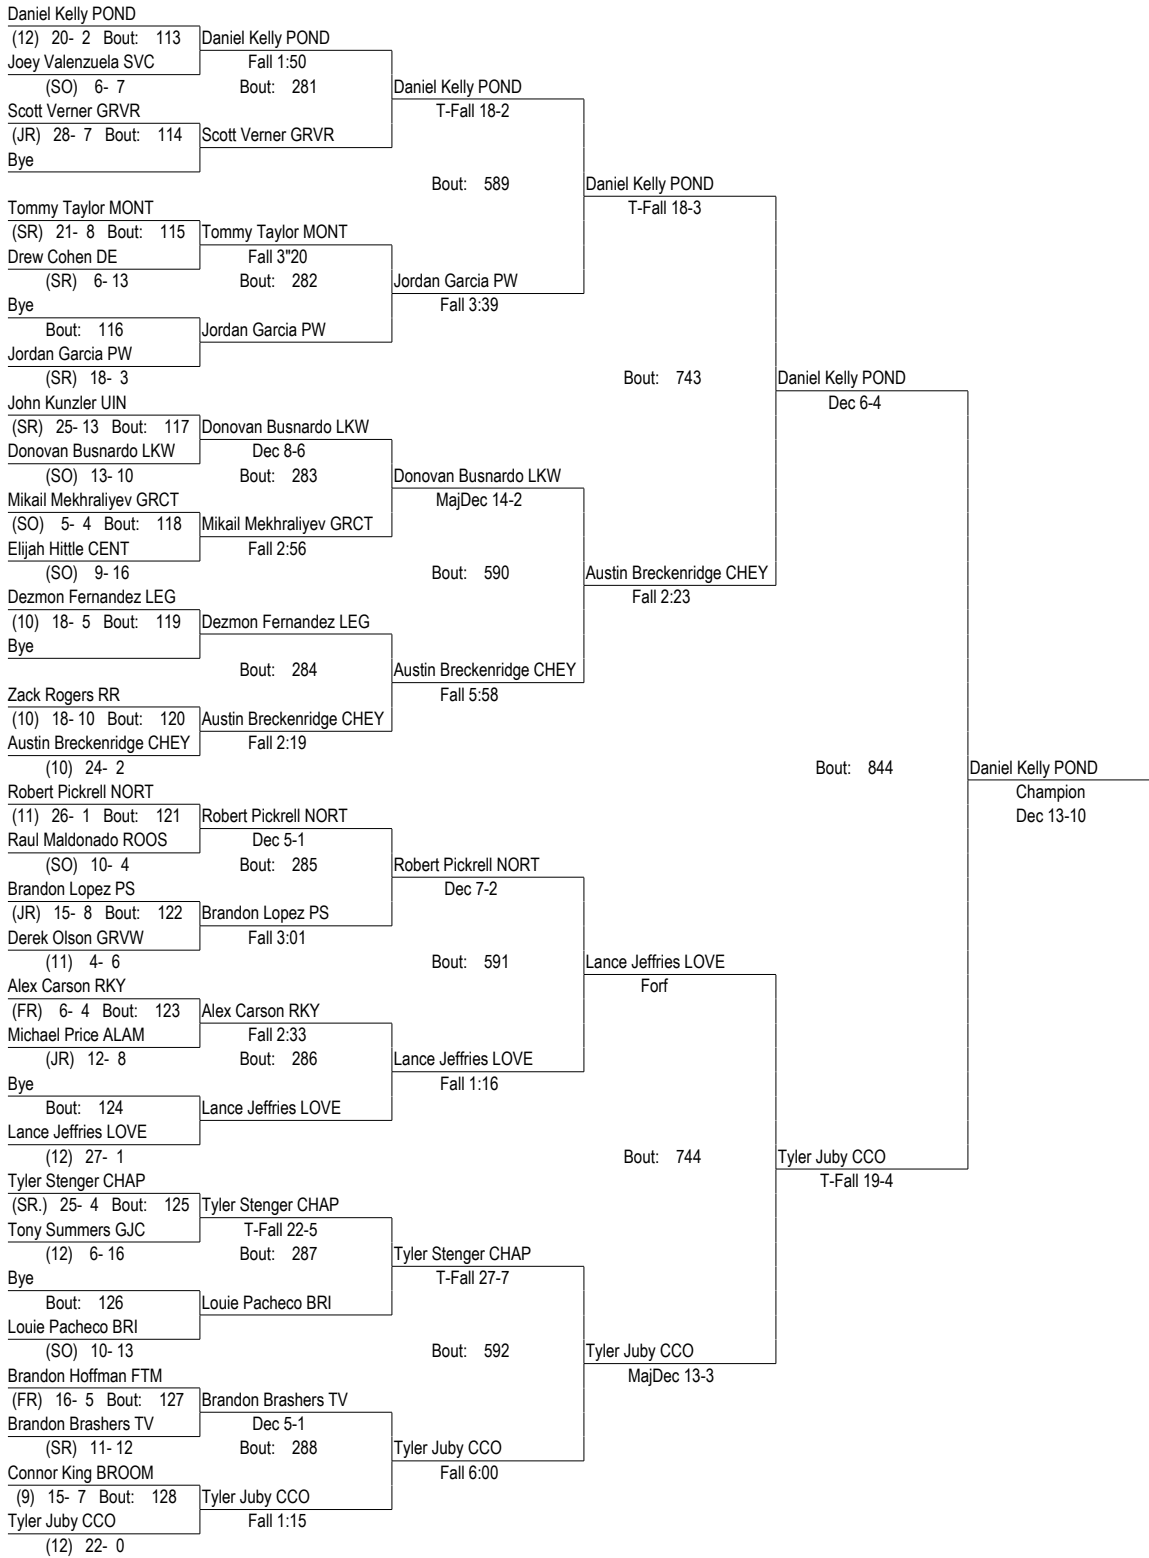 Daniel Kelly POND
(12) 20- 2 Bout: 113 Daniel Kelly POND
Joey Valenzuela SVC Fall 1:50
(SO) 6- 7 Bout: 281 Daniel Kelly POND
Scott Verner GRVR T-Fall 18-2
(JR) 28- 7 Bout: 114 Scott Verner GRVR
Bye
Bout: 589 Daniel Kelly POND
Tommy Taylor MONT T-Fall 18-3
(SR) 21- 8 Bout: 115 Tommy Taylor MONT
Drew Cohen DE Fall 3"20
(SR) 6- 13 Bout: 282 Jordan Garcia PW
Bye Fall 3:39
Bout: 116 Jordan Garcia PW
Jordan Garcia PW
(SR) 18- 3 Bout: 743 Daniel Kelly POND
John Kunzler UIN Dec 6-4
(SR) 25- 13 Bout: 117 Donovan Busnardo LKW
Donovan Busnardo LKW Dec 8-6
(SO) 13- 10 Bout: 283 Donovan Busnardo LKW
Mikail Mekhraliyev GRCT MajDec 14-2
(SO) 5- 4 Bout: 118 Mikail Mekhraliyev GRCT
Elijah Hittle CENT Fall 2:56
(SO) 9- 16 Bout: 590 Austin Breckenridge CHEY
Dezmon Fernandez LEG Fall 2:23
(10) 18- 5 Bout: 119 Dezmon Fernandez LEG
Bye
Bout: 284 Austin Breckenridge CHEY
Zack Rogers RR Fall 5:58
(10) 18- 10 Bout: 120 Austin Breckenridge CHEY
Austin Breckenridge CHEY Fall 2:19
(10) 24- 2 Bout: 844 Daniel Kelly POND
Robert Pickrell NORT Champion
(11) 26- 1 Bout: 121 Robert Pickrell NORT Dec 13-10
Raul Maldonado ROOS Dec 5-1
(SO) 10- 4 Bout: 285 Robert Pickrell NORT
Brandon Lopez PS Dec 7-2
(JR) 15- 8 Bout: 122 Brandon Lopez PS
Derek Olson GRVW Fall 3:01
(11) 4- 6 Bout: 591 Lance Jeffries LOVE
Alex Carson RKY Forf
(FR) 6- 4 Bout: 123 Alex Carson RKY
Michael Price ALAM Fall 2:33
(JR) 12- 8 Bout: 286 Lance Jeffries LOVE
Bye Fall 1:16
Bout: 124 Lance Jeffries LOVE
Lance Jeffries LOVE
(12) 27- 1 Bout: 744 Tyler Juby CCO
Tyler Stenger CHAP T-Fall 19-4
(SR.) 25- 4 Bout: 125 Tyler Stenger CHAP
Tony Summers GJC T-Fall 22-5
(12) 6- 16 Bout: 287 Tyler Stenger CHAP
Bye T-Fall 27-7
Bout: 126 Louie Pacheco BRI
Louie Pacheco BRI
(SO) 10- 13 Bout: 592 Tyler Juby CCO
Brandon Hoffman FTM MajDec 13-3
(FR) 16- 5 Bout: 127 Brandon Brashers TV
Brandon Brashers TV Dec 5-1
(SR) 11- 12 Bout: 288 Tyler Juby CCO
Connor King BROOM Fall 6:00
(9) 15- 7 Bout: 128 Tyler Juby CCO
Tyler Juby CCO Fall 1:15
(12) 22- 0